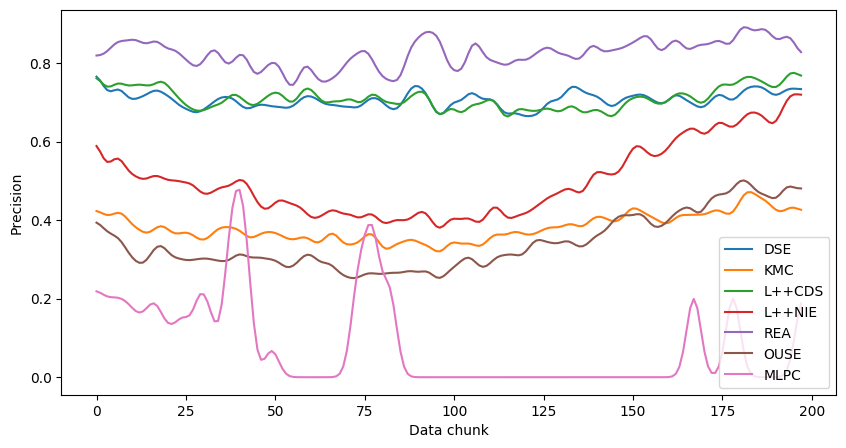 Precision
0.8
0.6
0.4
0.2
0.0
0 25 50 75 100 125 150 175 200
Data chunk
DSE
KMC
L++CDS
L++NIE
REA
OUSE
MLPC